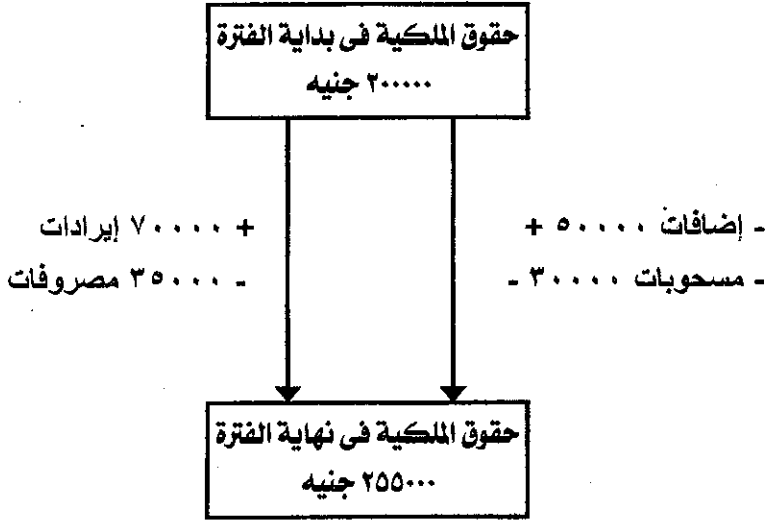 حقوق الملكية فى بداية الفترة
٢٠٠٠٠٠ جنيه
- إضافات ٥٠٠٠٠ +
- مسحوبات ٣٠٠٠٠ -
+ ٧٠٠٠٠ إيرادات
- ٣٥٠٠٠ مصروفات
حقوق الملكية فى نهاية الفترة
٢٥٥٠٠٠ جنيه